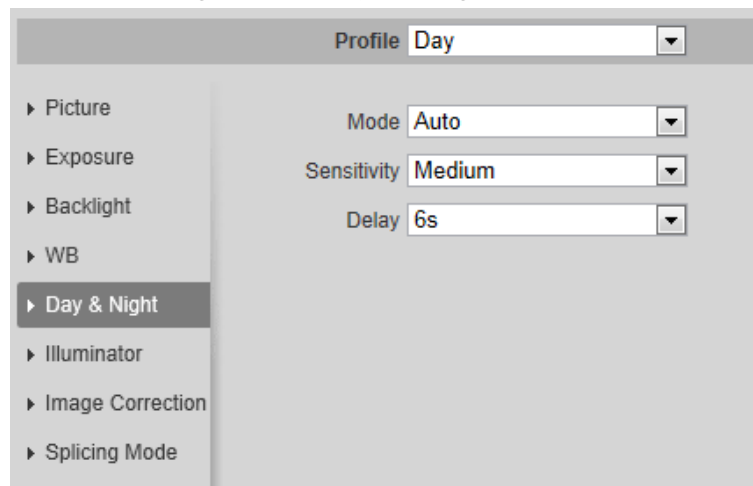 Profile Day
Picture
Mode Auto
Exposure
Sensitivity Medium
Backlight
Delay 6s
WB
Day & Night
Illuminator
Image Correction
Splicing Mode